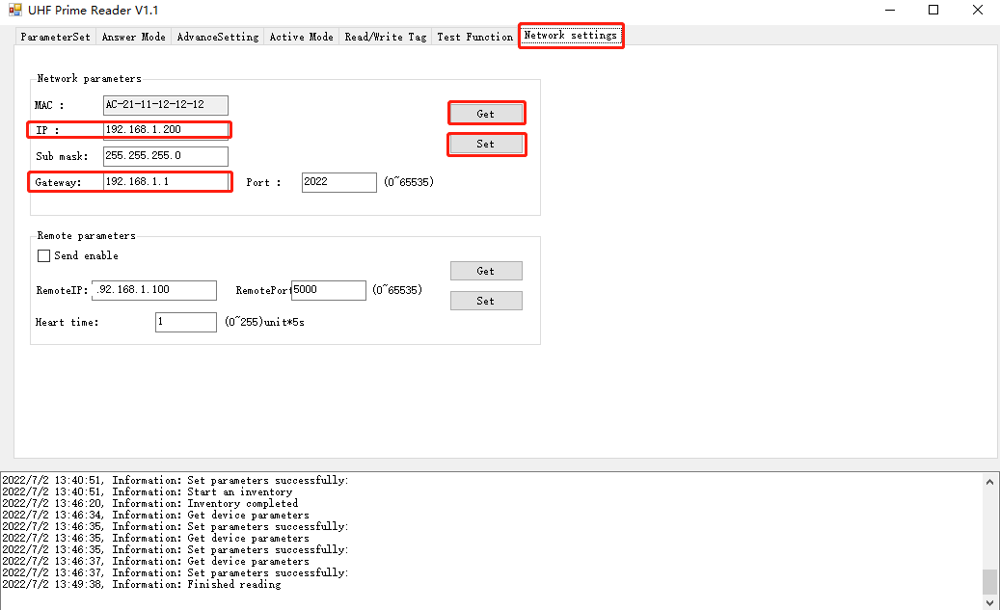 UHF Prime Reader V1.1
ParameterSet Answer Mode AdvanceSetting Active Mode Read/Write Tag Test Function Network settings
Network parameters
MAC : AC-21-11-12-12-12
Get
IP : 192.168.1.200
Set
Sub mask: 255.255.255.0
Gateway: 192.168.1.1 Port : 2022 (0~65535)
Remote parameters
Send enable
Get
RemoteIP: .92.168.1.100 RemotePort 5000 (0~65535)
Set
Heart time: 1 (0~255)unit*5s
2022/7/2 13:40:51, Information: Set parameters successfully:
2022/7/2 13:40:51, Information: Start an inventory
2022/7/2 13:46:20, Information: Inventory completed
2022/7/2 13:46:34, Information: Get device parameters
2022/7/2 13:46:35, Information: Set parameters successfully:
2022/7/2 13:46:35, Information: Get device parameters
2022/7/2 13:46:35, Information: Set parameters successfully:
2022/7/2 13:46:37, Information: Get device parameters
2022/7/2 13:46:37, Information: Set parameters successfully:
2022/7/2 13:49:38, Information: Finished reading